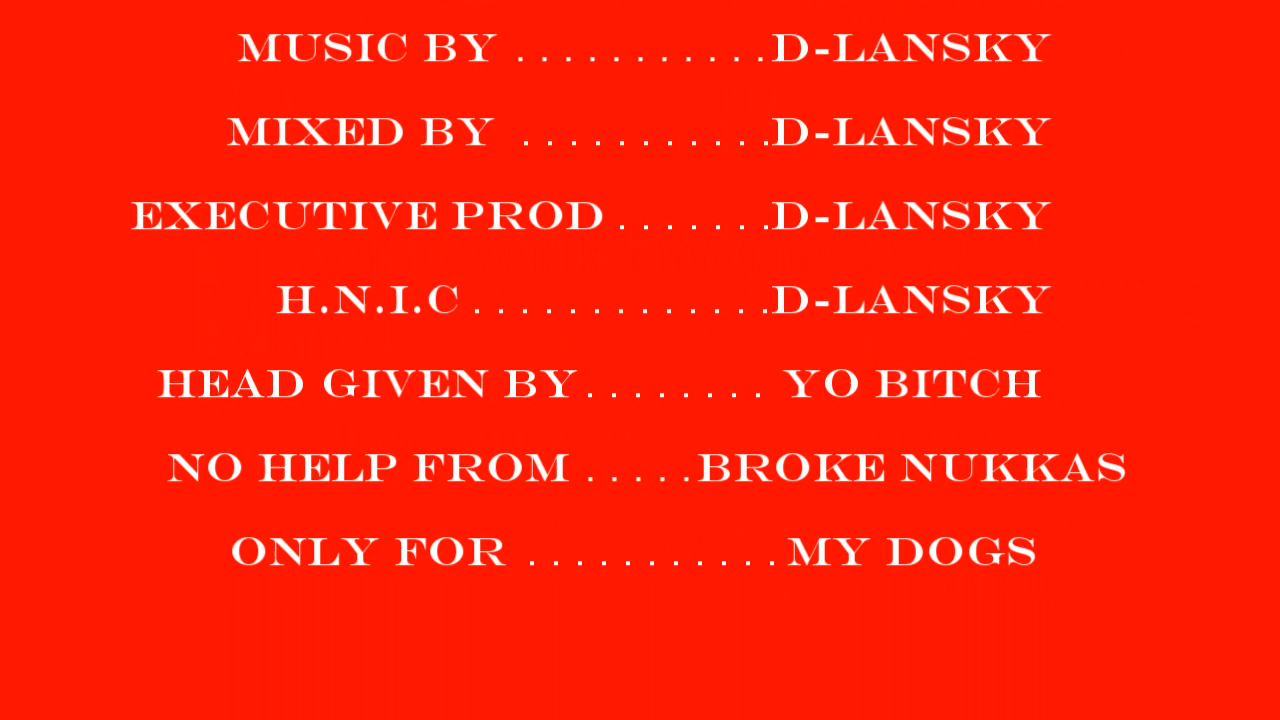 MUSIC BY ...........D-LANSKY
MIXED BY ...........D-LANSKY
EXECUTIVE PROD .......D-LANSKY
H.N.I.C .............D-LANSKY
HEAD GIVEN BY........ YO BITCH
NO HELP FROM .....BROKE NUKKAS
ONLY FOR ...........MY DOGS